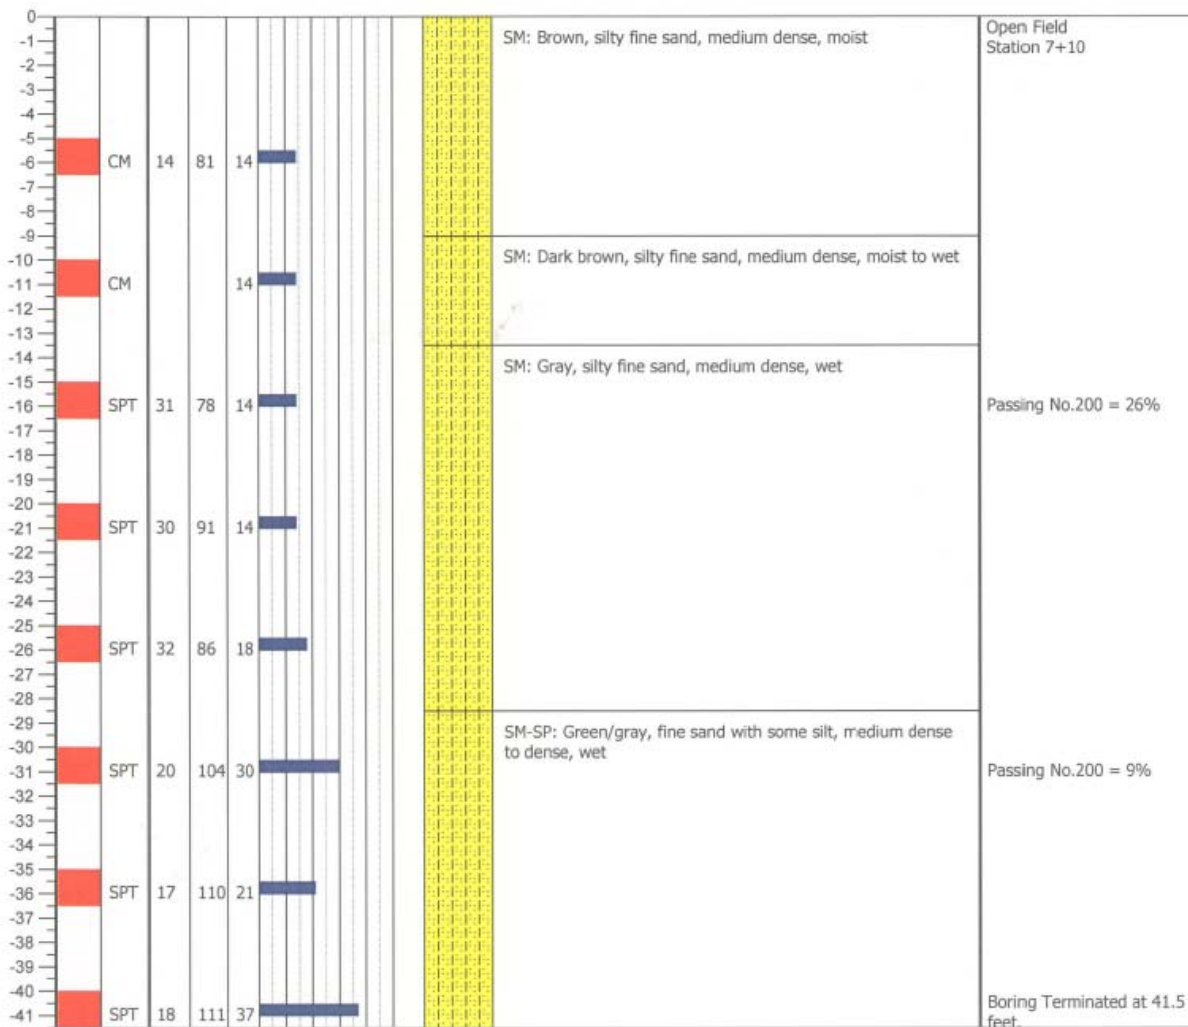 0
-1
SM: Brown, silty fine sand, medium dense, moist
Open Field
Station 7+10
-2
-3
-4
-5
-6 CM 14 81 14
-7
-8
-9
-10
SM: Dark brown, silty fine sand, medium dense, moist to wet
-11 CM 14
-12
-13
-14
SM: Gray, silty fine sand, medium dense, wet
-15
-16 SPT 31 78 14 Passing No.200 = 26%
-17
-18
-19
-20
-21 SPT 30 91 14
-22
-23
-24
-25
-26 SPT 32 86 18
-27
-28
-29
SM-SP: Green/gray, fine sand with some silt, medium dense
to dense, wet
-30
-31 SPT 20 104 30 Passing No.200 = 9%
-32
-33
-34
-35
-36 SPT 17 110 21
-37
-38
-39
-40
-41 SPT 18 111 37
Boring Terminated at 41.5
feet